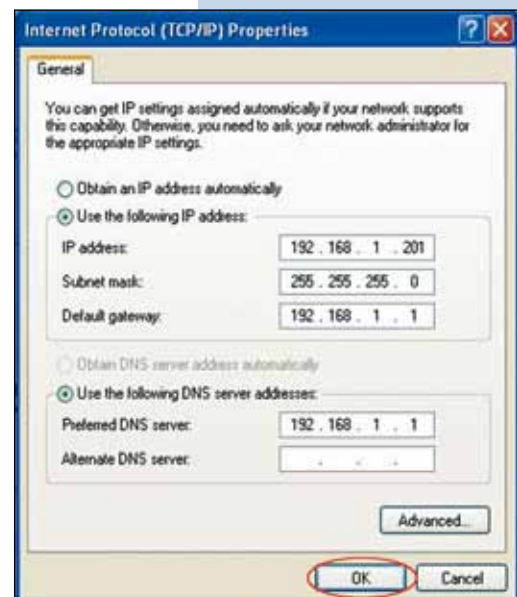 Internet Protocol (TCP/IP) Properties
General
You can get IP settings assigned automatically if your network supports
this capability. Otherwise, you need to ask your network administrator for
the appropriate IP settings.
Obtain an IP address automatically
Use the following IP address:
IP address: 192 . 168 . 1 . 201
Subnet mask: 255 . 255 . 255 . 0
Default gateway: 192 . 168 . 1 . 1
Obtain DNS server address automatically
Use the following DNS server addresses:
Preferred DNS server: 192 . 168 . 1 . 1
Alternate DNS server: . . .
Advanced...
OK Cancel